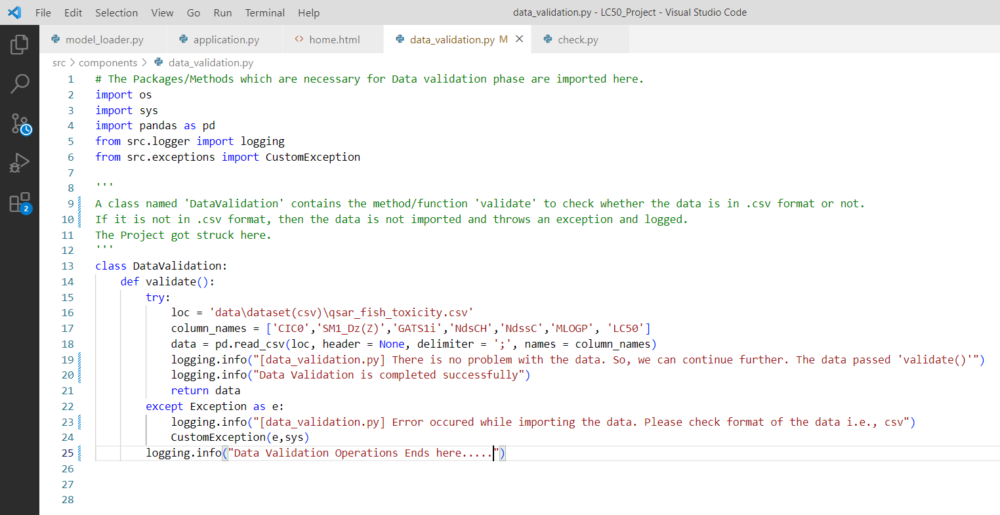 File Edit Selection View Go Run Terminal Help data_validation.py - LC50_Project - Visual Studio Code
model_loader.py application.py <> home.html data_validation.py M × check.py
src > components > data_validation.py
1 # The Packages/Methods which are necessary for Data validation phase are imported here.
2 import os
3 import sys
4 import pandas as pd
5 from src.logger import logging
6 from src.exceptions import CustomException
7
8 '''
9 A class named 'DataValidation' contains the method/function 'validate' to check whether the data is in .csv format or not.
10 If it is not in .csv format, then the data is not imported and throws an exception and logged.
11 The Project got struck here.
12 '''
13 class DataValidation:
14     def validate():
15         try:
16             loc = 'data\dataset(csv)\qsar_fish_toxicity.csv'
17             column_names = ['CIC0','SM1_Dz(Z)','GATS1i','NdsCH','NdssC','MLOGP', 'LC50']
18             data = pd.read_csv(loc, header = None, delimiter = ';', names = column_names)
19             logging.info("[data_validation.py] There is no problem with the data. So, we can continue further. The data passed 'validate()'")
20             logging.info("Data Validation is completed successfully")
21             return data
22         except Exception as e:
23             logging.info("[data_validation.py] Error occured while importing the data. Please check format of the data i.e., csv")
24             CustomException(e,sys)
25         logging.info("Data Validation Operations Ends here.....")
26
27
28
2